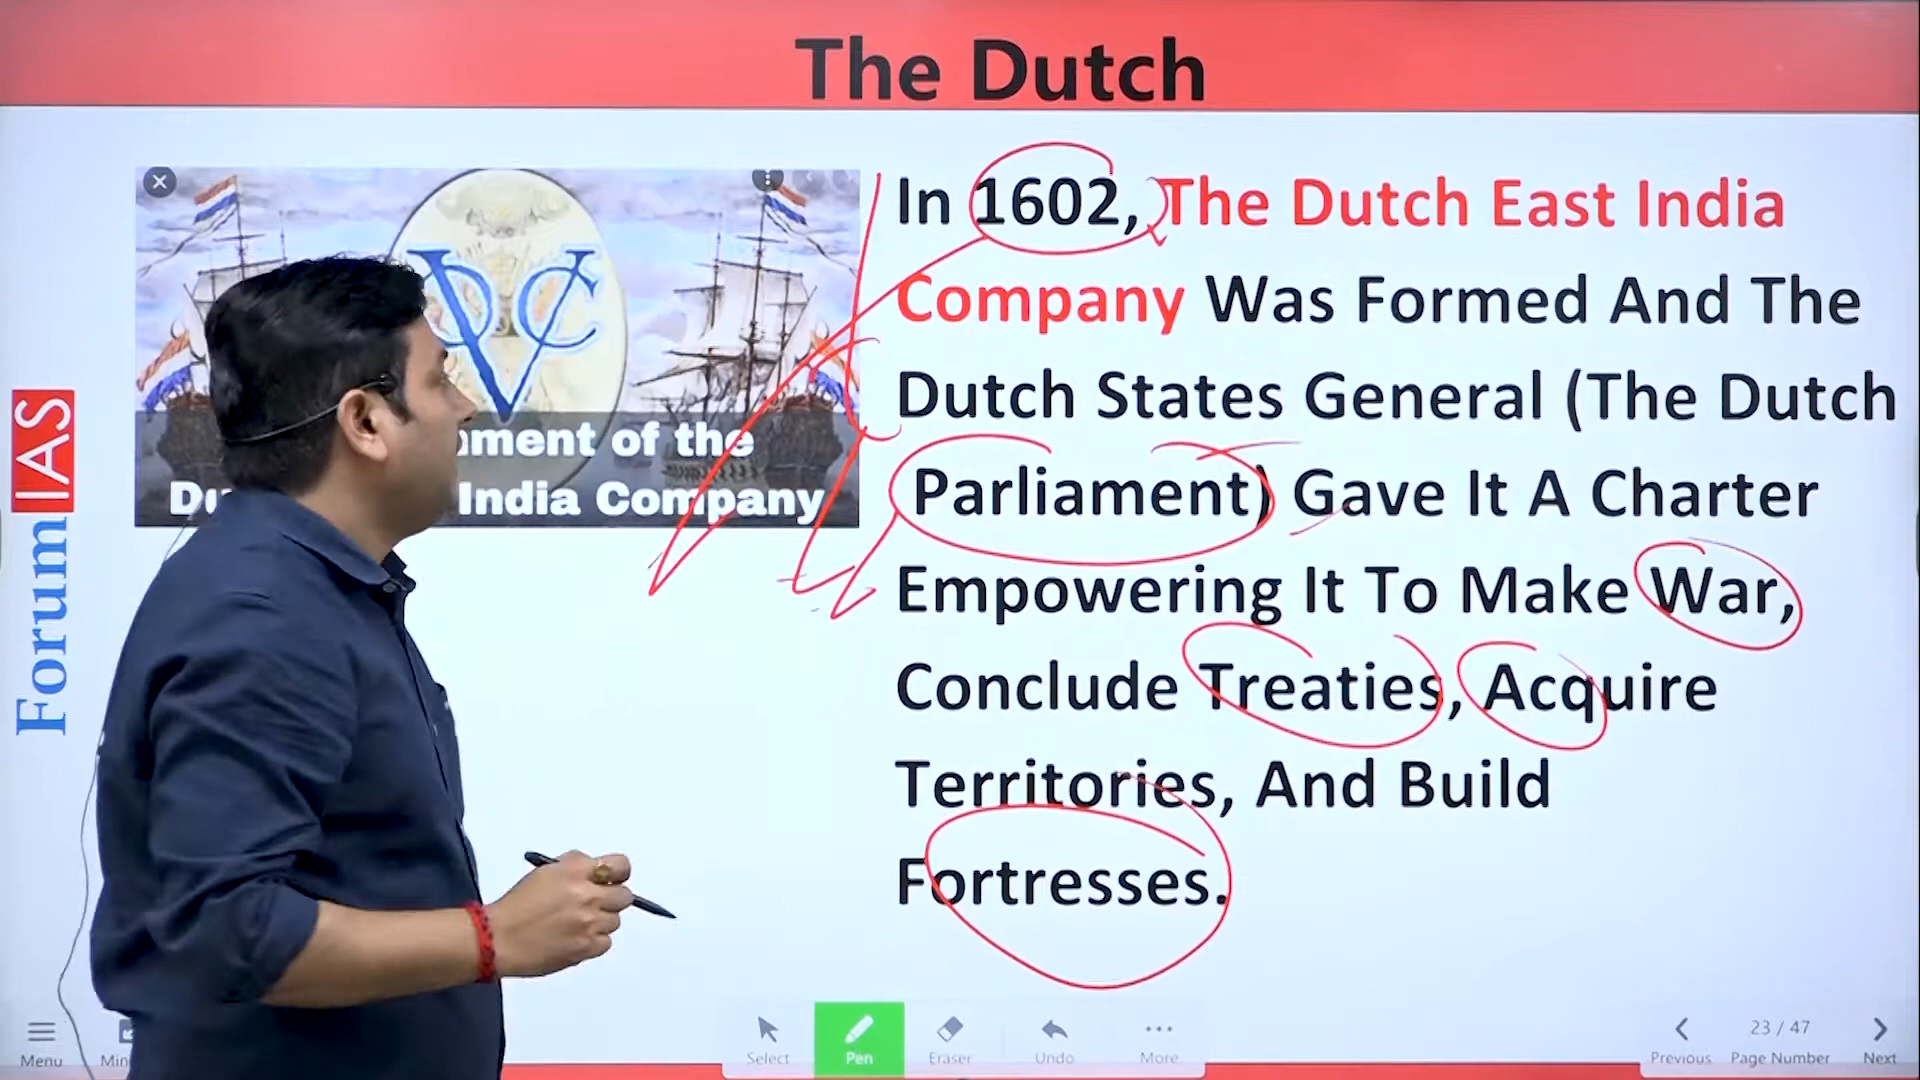 The Dutch
In 1602, The Dutch East India
Company Was Formed And The
Dutch States General (The Dutch
Parliament) Gave It A Charter
Empowering It To Make War,
Conclude Treaties, Acquire
Territories, And Build
Fortresses.
VOC
of the
India Company
ForumIAS
Menu
Select
Pen
Eraser
Undo
More
23 / 47
Previous
Page Number
Next